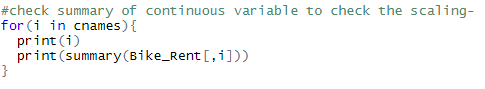 #check summary of continuous variable to check the scaling-
for(i in cnames){
  print(i)
  print(summary(Bike_Rent[,i]))
}